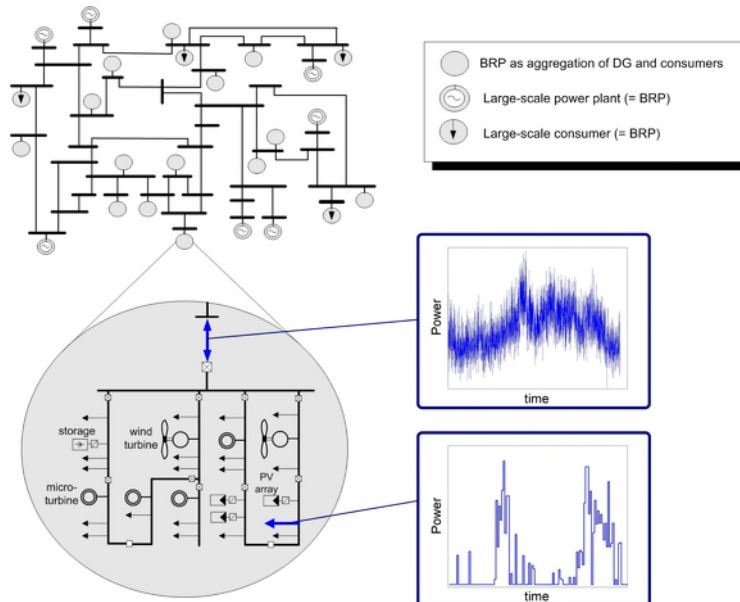 BRP as aggregation of DG and consumers
Large-scale power plant (= BRP)
Large-scale consumer (= BRP)
Power
time
storage
wind
turbine
micro-
turbine
PV
array
Power
time